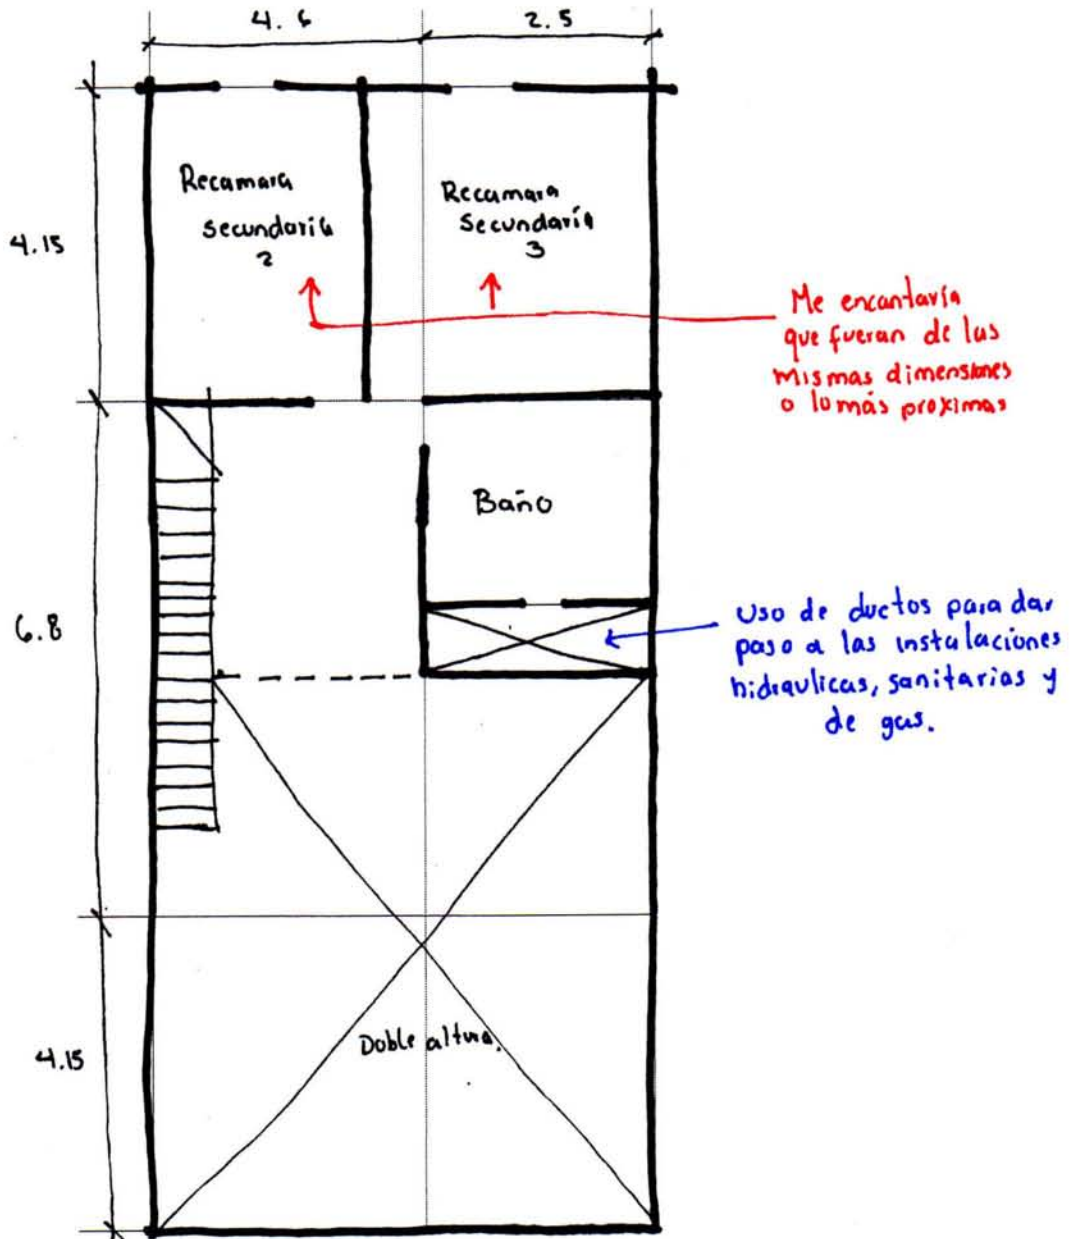 4.6
2.5
4.15
Recamara
secundaria
2
Recamara
Secundaria
3
Me encantaría
que fueran de las
mismas dimensiones
o lo más proximas
6.8
Baño
Uso de ductos para dar
paso a las instalaciones
hidraulicas, sanitarias y
de gas.
4.15
Doble altura.